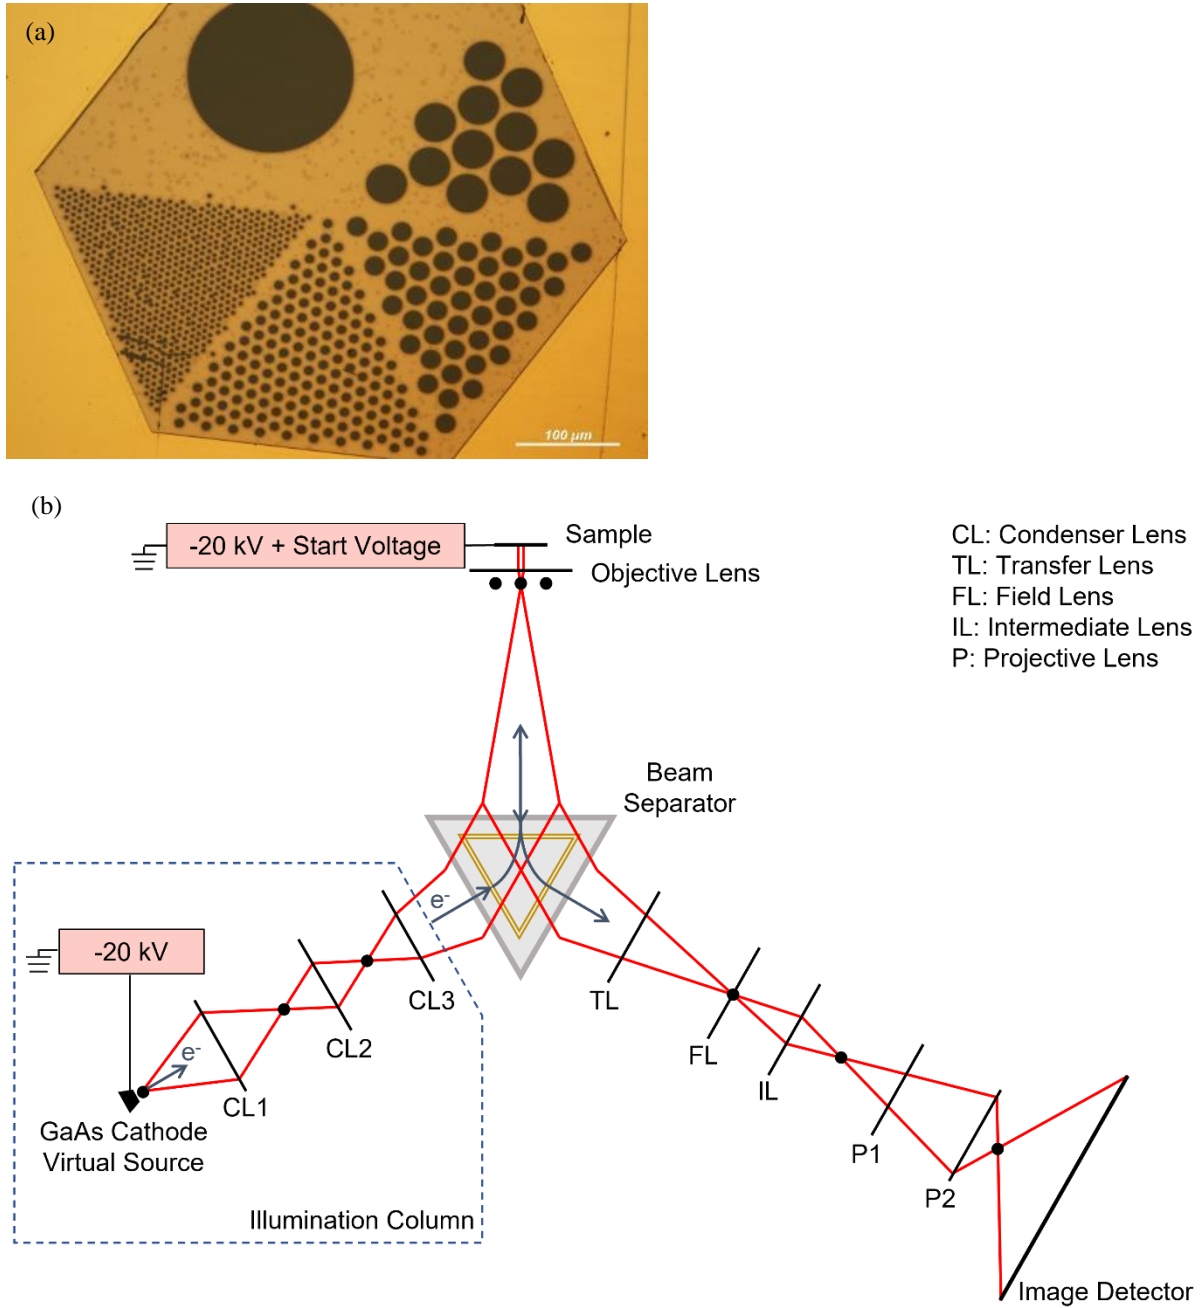 (a)
100 µm
(b)
-20 kV + Start Voltage
Sample
Objective Lens
CL: Condenser Lens
TL: Transfer Lens
FL: Field Lens
IL: Intermediate Lens
P: Projective Lens
Beam
Separator
e-
-20 kV
CL3
TL
CL2
FL
e-
IL
CL1
GaAs Cathode
Virtual Source
P1
P2
Illumination Column
Image Detector